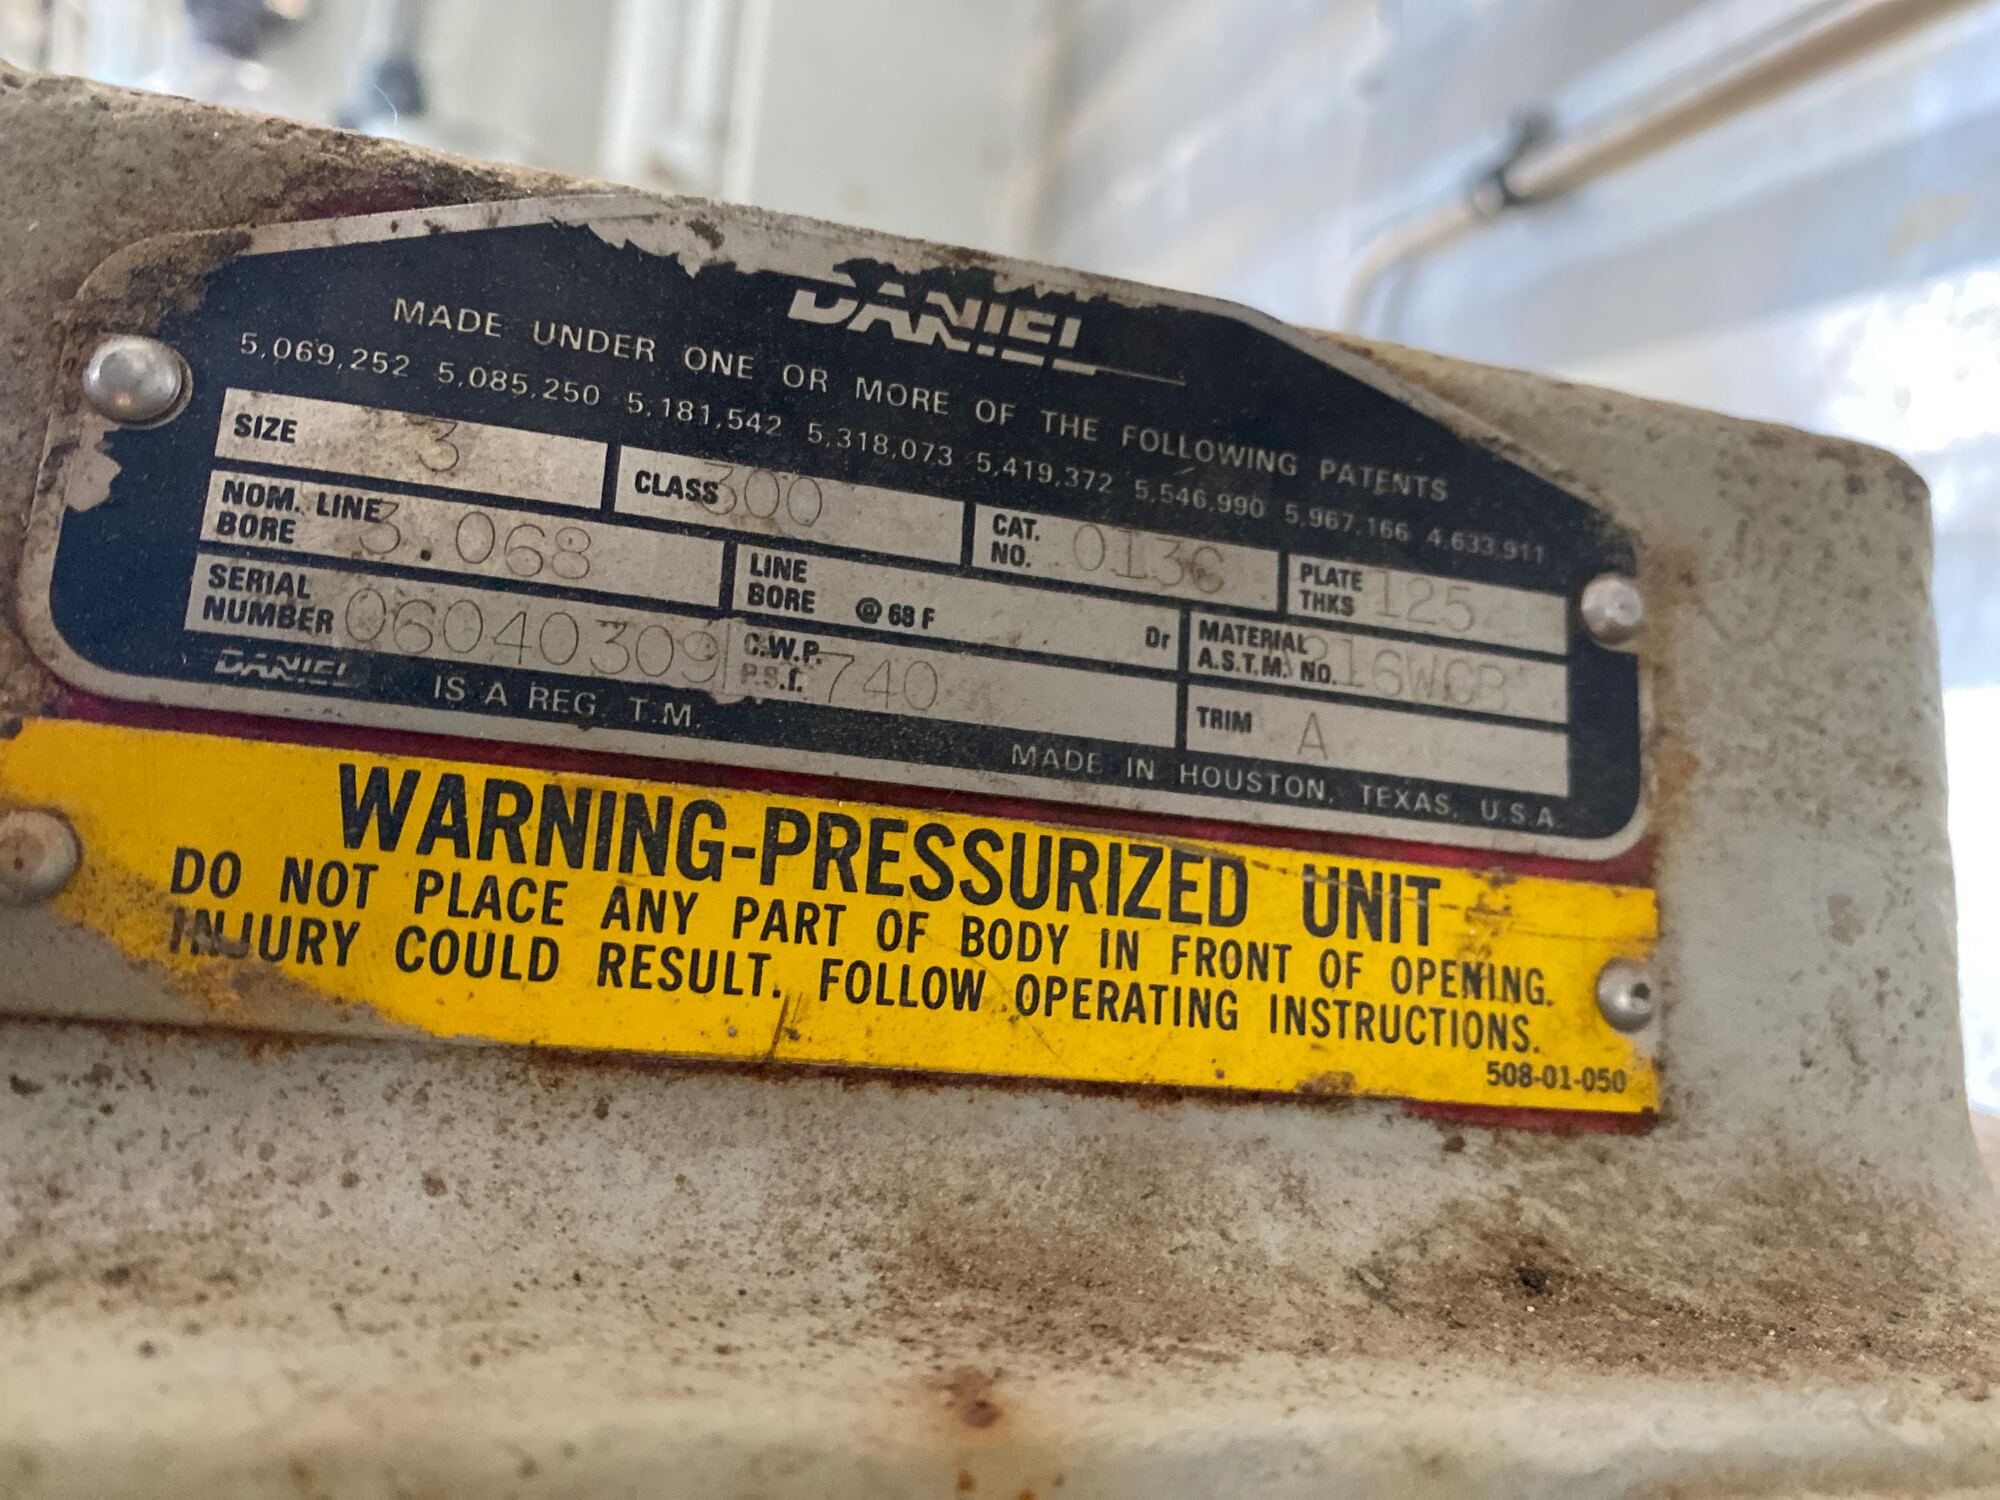 DANIEL
MADE UNDER ONE OR MORE OF THE FOLLOWING PATENTS
5,069,252 5,085,250 5,181,542 5,318,073 5,419,372 5,546,990 5,967,166 4,633,911
SIZE 3 CLASS 300 CAT. NO. 013C PLATE THKS 125
NOM. LINE BORE 3.068 LINE BORE @ 68 F Dr MATERIAL A.S.T.M. NO. 216WCB
SERIAL NUMBER 06040309 C.W.P. P.S.I. 740 TRIM A
DANIEL IS A REG. T.M.
MADE IN HOUSTON, TEXAS, U.S.A.
WARNING-PRESSURIZED UNIT
DO NOT PLACE ANY PART OF BODY IN FRONT OF OPENING.
INJURY COULD RESULT. FOLLOW OPERATING INSTRUCTIONS.
508-01-050